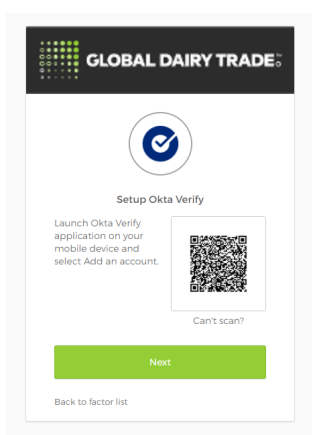 GLOBAL DAIRY TRADE
Setup Okta Verify
Launch Okta Verify
application on your
mobile device and
select Add an account.
Can't scan?
Next
Back to factor list